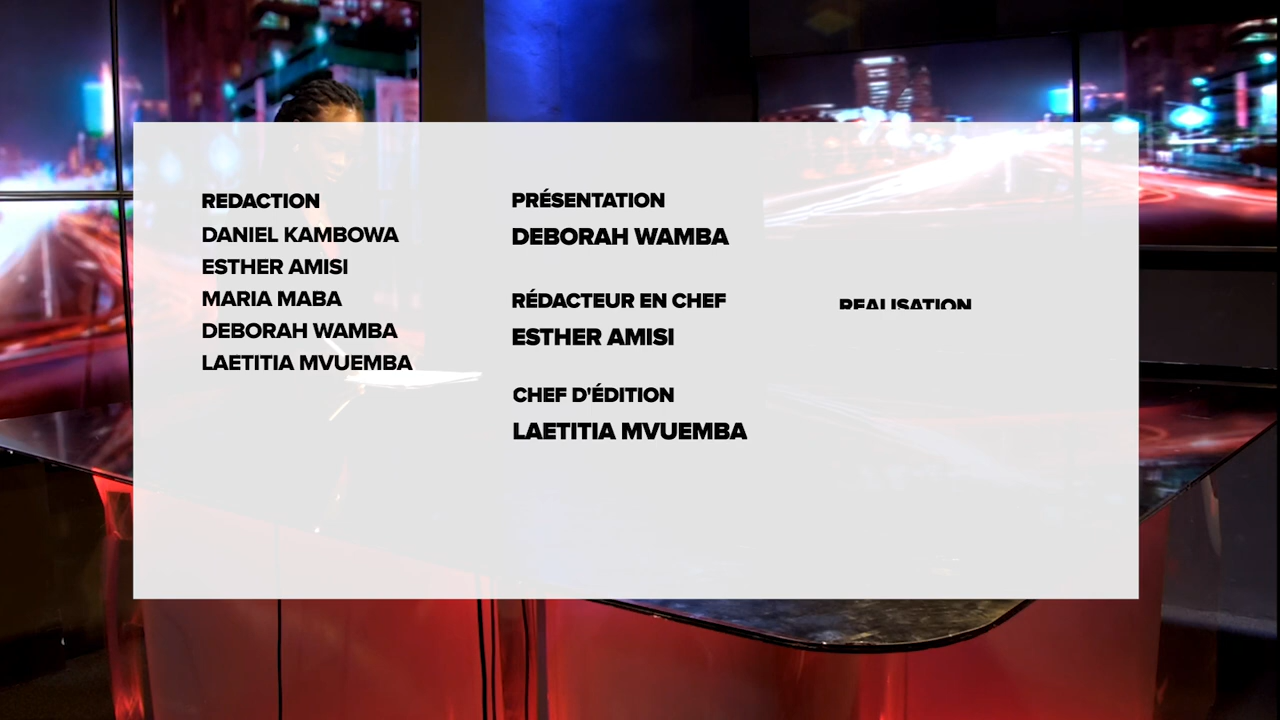 REDACTION
DANIEL KAMBOWA
ESTHER AMISI
MARIA MABA
DEBORAH WAMBA
LAETITIA MVUEMBA
PRÉSENTATION
DEBORAH WAMBA
RÉDACTEUR EN CHEF
ESTHER AMISI
CHEF D'ÉDITION
LAETITIA MVUEMBA
REALISATION